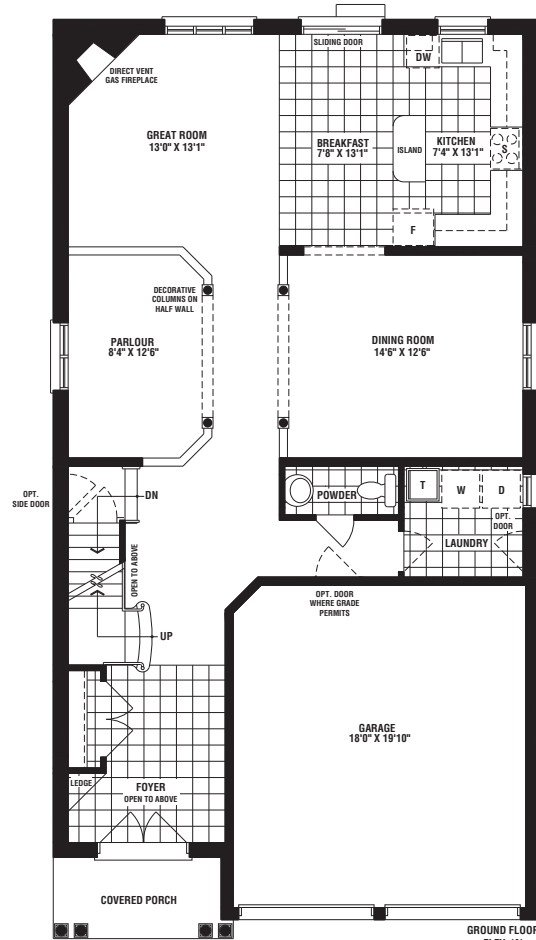 SLIDING DOOR
DW
DIRECT VENT
GAS FIREPLACE
GREAT ROOM
13'0" X 13'1"
BREAKFAST
7'8" X 13'1"
ISLAND
KITCHEN
7'4" X 13'1"
S
F
DECORATIVE
COLUMNS ON
HALF WALL
PARLOUR
8'4" X 12'6"
DINING ROOM
14'6" X 12'6"
OPT.
SIDE DOOR
DN
POWDER
T
W
D
OPT.
DOOR
LAUNDRY
OPEN TO ABOVE
OPT. DOOR
WHERE GRADE
PERMITS
UP
GARAGE
18'0" X 19'10"
LEDGE
FOYER
OPEN TO ABOVE
COVERED PORCH
GROUND FLOOR